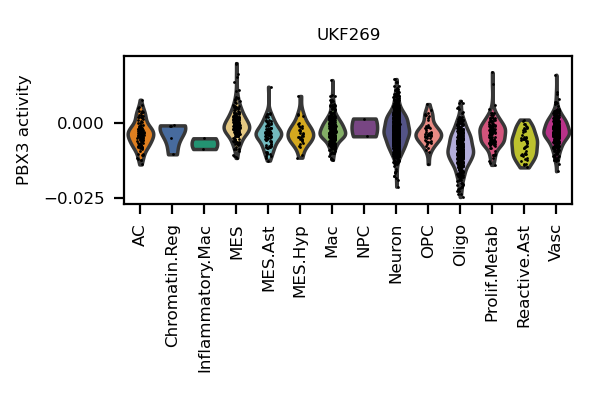 UKF269
PBX3 activity
0.000
−0.025
AC
Chromatin.Reg
Inflammatory.Mac
MES
MES.Ast
MES.Hyp
Mac
NPC
Neuron
OPC
Oligo
Prolif.Metab
Reactive.Ast
Vasc